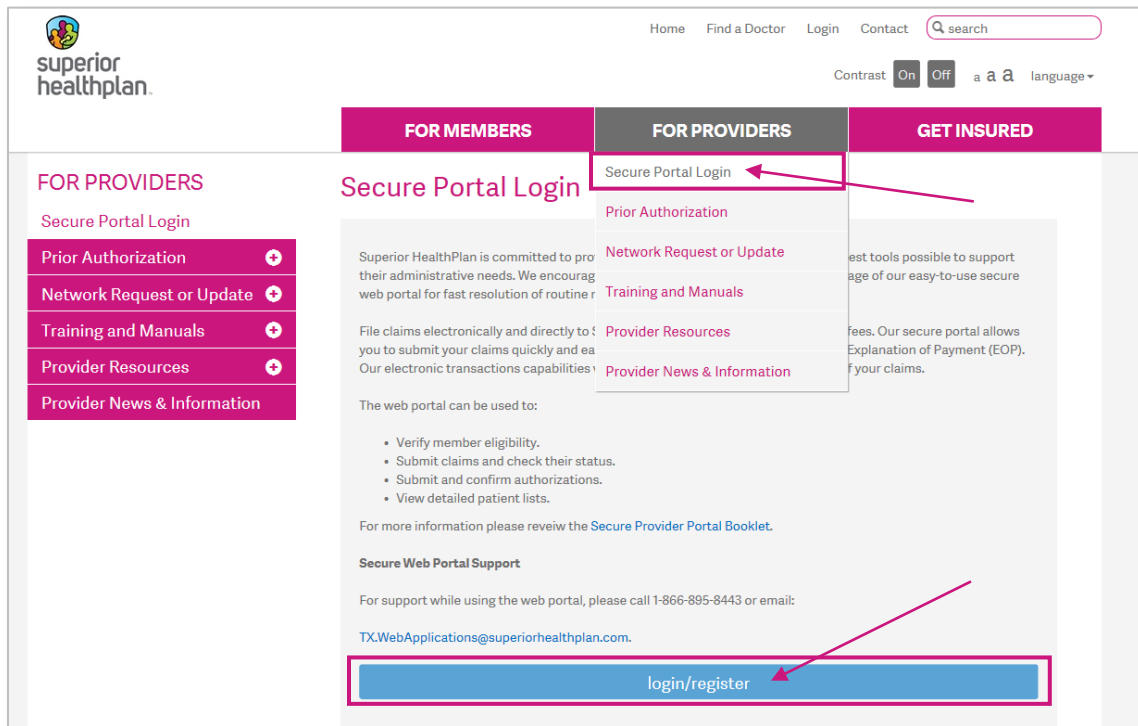 superior
healthplan.
Home Find a Doctor Login Contact search
Contrast On Off a a a language
FOR MEMBERS FOR PROVIDERS GET INSURED
FOR PROVIDERS
Secure Portal Login
Prior Authorization
Network Request or Update
Training and Manuals
Provider Resources
Provider News & Information
Secure Portal Login
Secure Portal Login
Prior Authorization
Network Request or Update
Training and Manuals
Provider Resources
Provider News & Information
Superior HealthPlan is committed to est tools possible to support
their administrative needs. We age of our easy-to-use secure
web portal for fast resolution of routine
File claims electronically and directly to fees. Our secure portal allows
you to submit your claims quickly and Explanation of Payment (EOP).
Our electronic transactions capabilities your claims.
The web portal can be used to:
• Verify member eligibility.
• Submit claims and check their status.
• Submit and confirm authorizations.
• View detailed patient lists.
For more information please reveiw the Secure Provider Portal Booklet.
Secure Web Portal Support
For support while using the web portal, please call 1-866-895-8443 or email:
TX.WebApplications@superiorhealthplan.com.
login/register